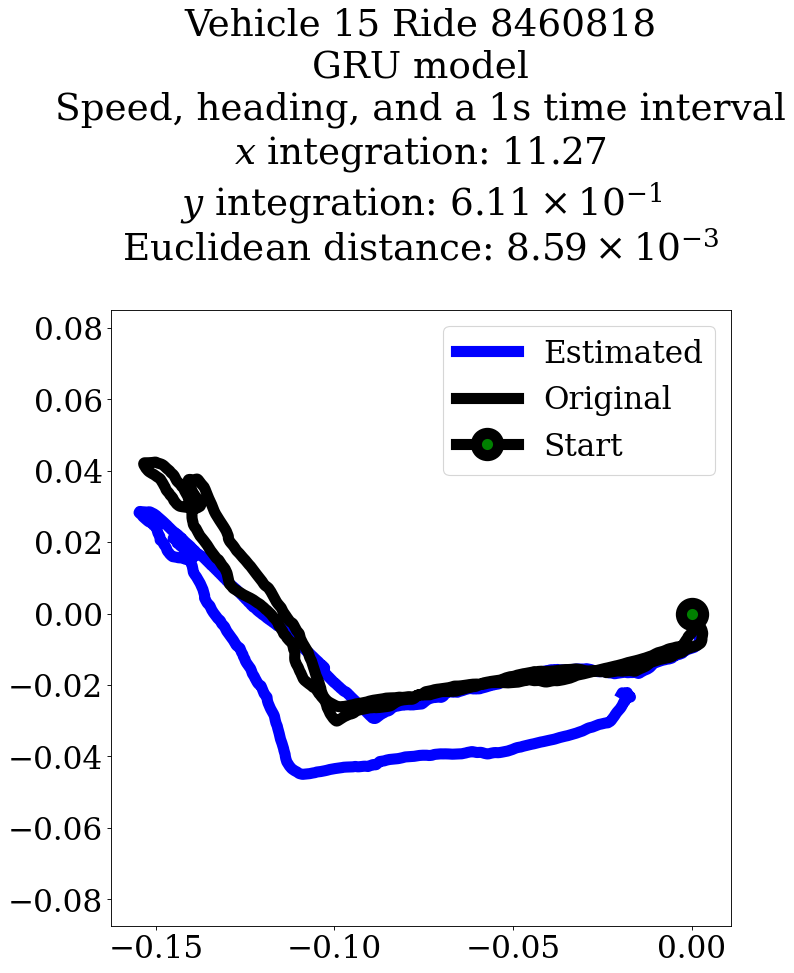 Vehicle 15 Ride 8460818
GRU model
Speed, heading, and a 1s time interval
x integration: 11.27
y integration: 6.11 × 10⁻¹
Euclidean distance: 8.59 × 10⁻³
Estimated
Original
Start
0.08
0.06
0.04
0.02
0.00
−0.02
−0.04
−0.06
−0.08
−0.15
−0.10
−0.05
0.00